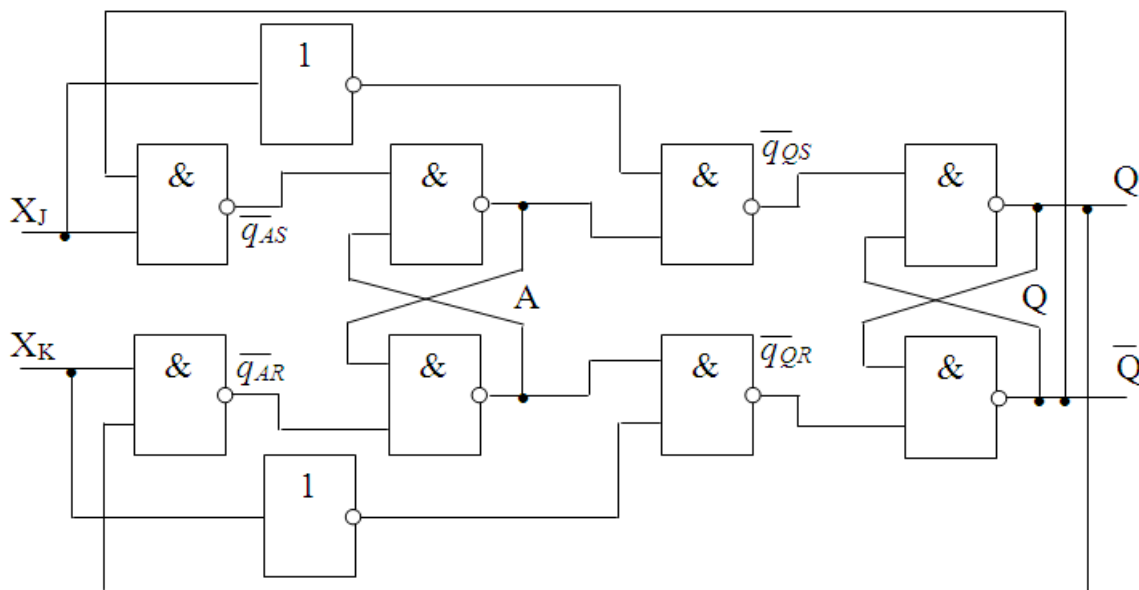 1
& & & &
q̅_QS
Q
X_J
q̅_AS
A
Q
X_K
& & & &
q̅_AR
q̅_QR
Q̅
1